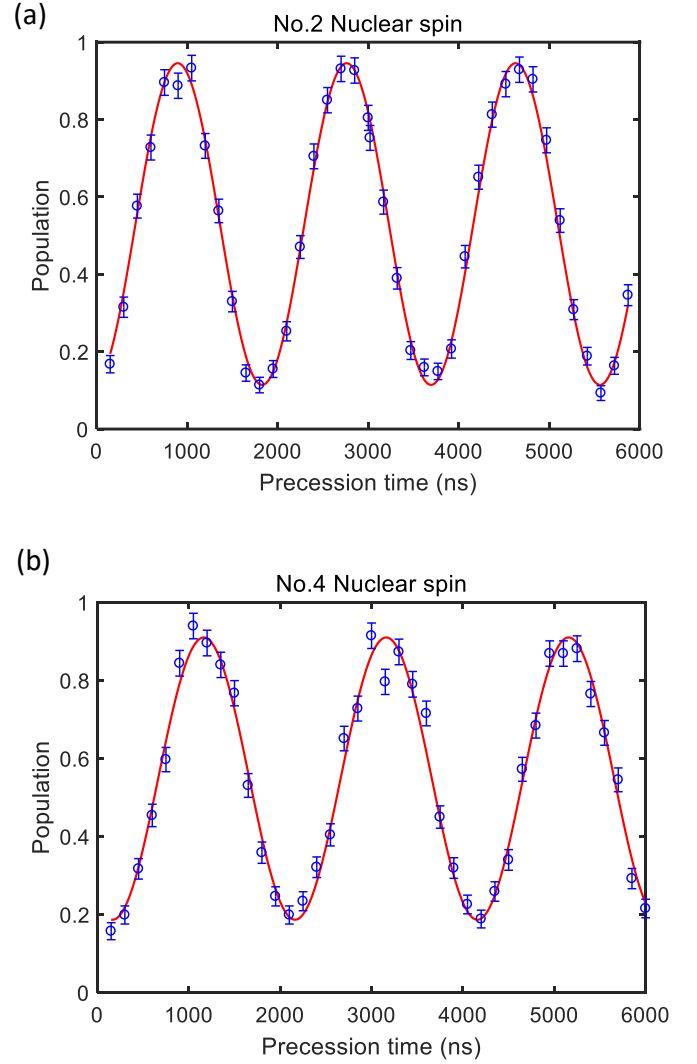 (a)
No.2 Nuclear spin
1
0.8
0.6
0.4
0.2
0
Population
0 1000 2000 3000 4000 5000 6000
Precession time (ns)
(b)
No.4 Nuclear spin
1
0.8
0.6
0.4
0.2
0
Population
0 1000 2000 3000 4000 5000 6000
Precession time (ns)